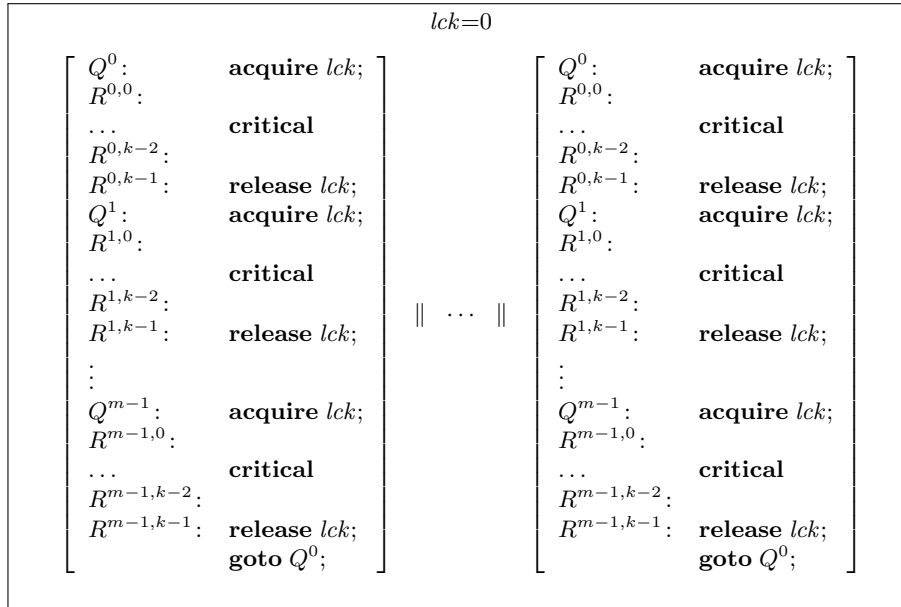 lck=0
Q^0: acquire lck; Q^0: acquire lck;
R^{0,0}: R^{0,0}:
... critical ... critical
R^{0,k−2}: R^{0,k−2}:
R^{0,k−1}: release lck; R^{0,k−1}: release lck;
Q^1: acquire lck; Q^1: acquire lck;
R^{1,0}: R^{1,0}:
... critical ... critical
R^{1,k−2}: R^{1,k−2}:
R^{1,k−1}: release lck; ‖ ⋯ ‖ R^{1,k−1}: release lck;
⋮ ⋮
Q^{m−1}: acquire lck; Q^{m−1}: acquire lck;
R^{m−1,0}: R^{m−1,0}:
... critical ... critical
R^{m−1,k−2}: R^{m−1,k−2}:
R^{m−1,k−1}: release lck; R^{m−1,k−1}: release lck;
goto Q^0; goto Q^0;